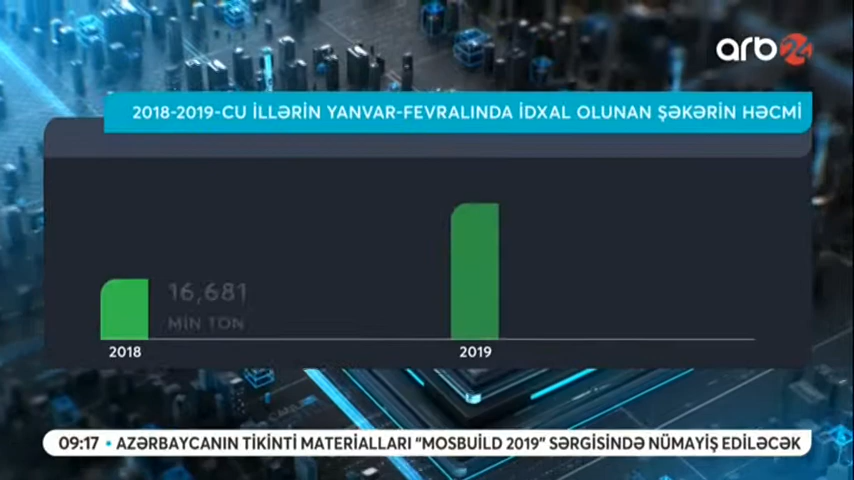 arb24
2018-2019-CU İLLƏRİN YANVAR-FEVRALINDA İDXAL OLUNAN ŞƏKƏRİN HƏCMİ
16,681
MİN TON
2018
2019
09:17 • AZƏRBAYCANIN TİKİNTİ MATERİALLARI "MOSBUILD 2019" SƏRGİSİNDƏ NÜMAYİŞ EDİLƏCƏK